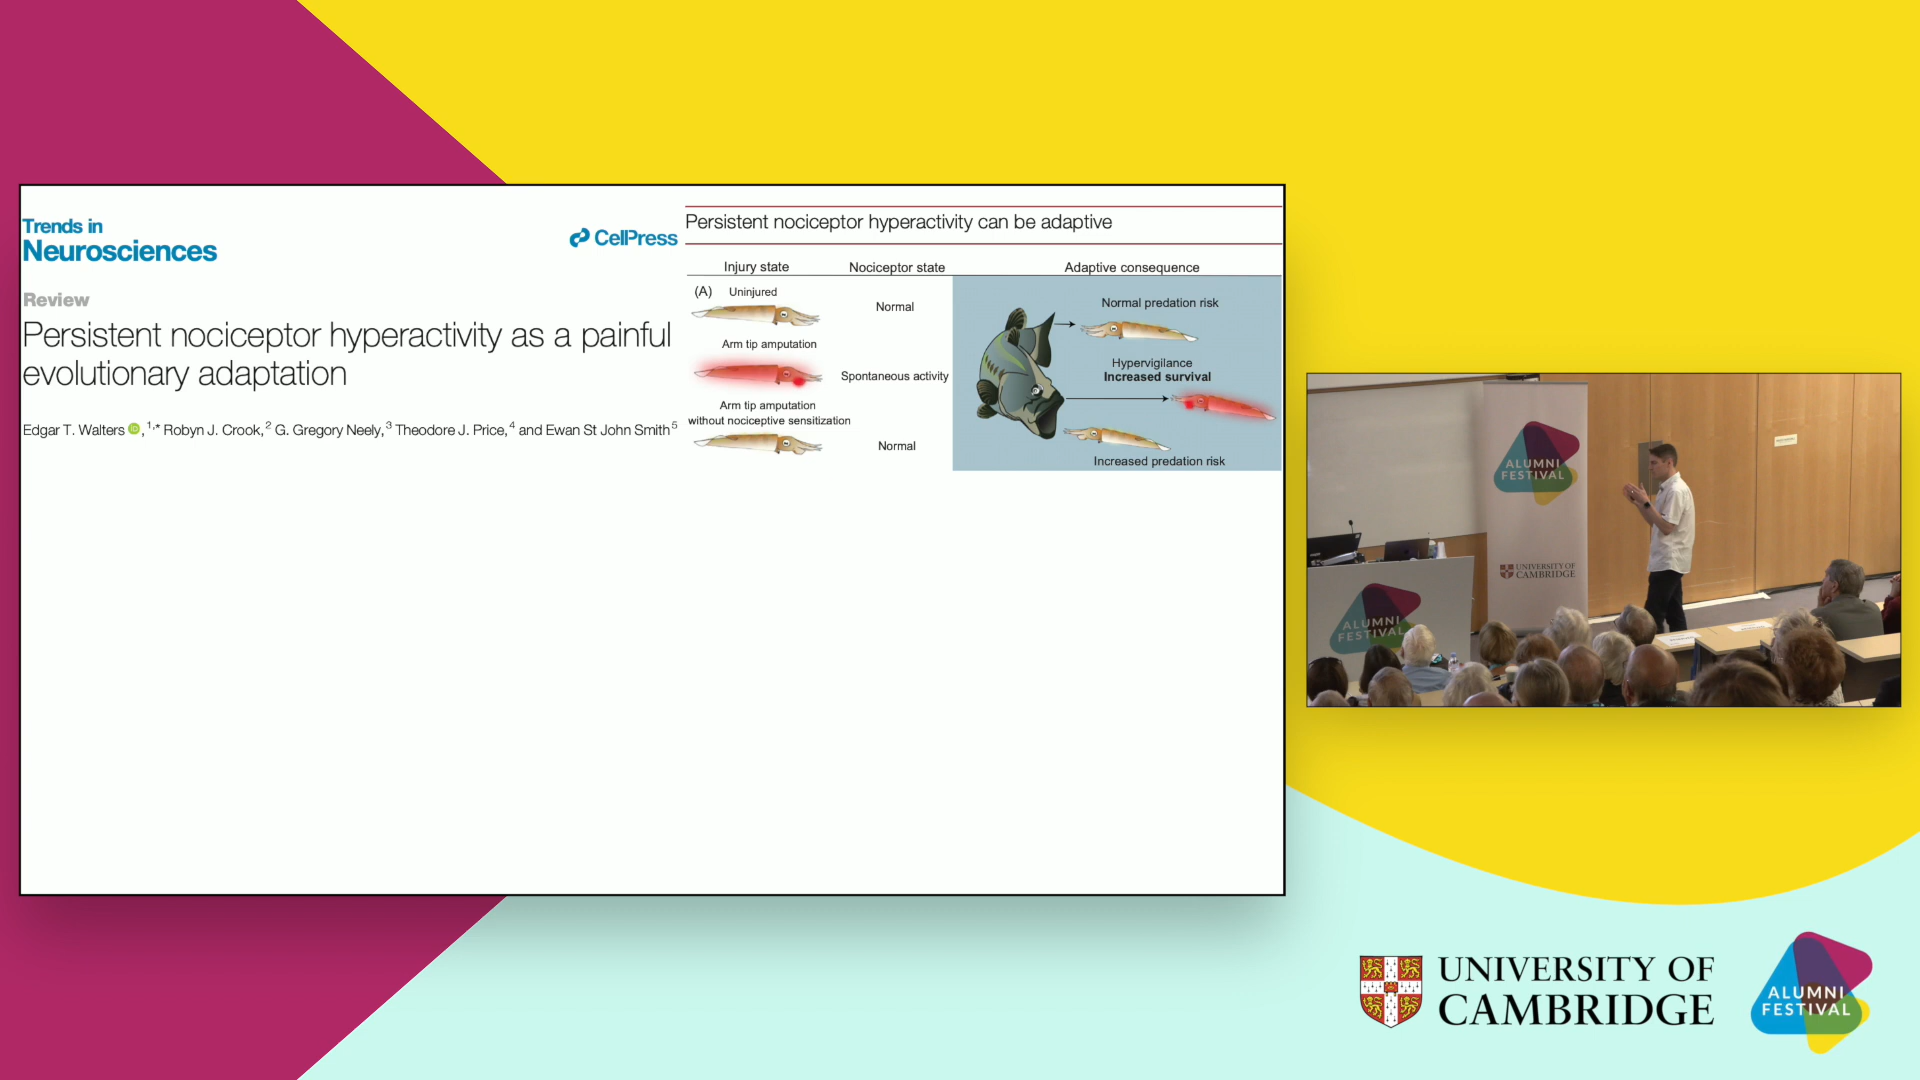 Trends in
Neurosciences
CellPress
Review
Persistent nociceptor hyperactivity as a painful
evolutionary adaptation
Edgar T. Walters iD,1,* Robyn J. Crook,2 G. Gregory Neely,3 Theodore J. Price,4 and Ewan St John Smith5
Persistent nociceptor hyperactivity can be adaptive
Injury state Nociceptor state Adaptive consequence
(A) Uninjured
Normal
Normal predation risk
Arm tip amputation
Spontaneous activity
Hypervigilance
Increased survival
Arm tip amputation
without nociceptive sensitization
Normal
Increased predation risk
ALUMNI
FESTIVAL
UNIVERSITY OF
CAMBRIDGE
ALUMNI
FESTIVAL
UNIVERSITY OF
CAMBRIDGE
ALUMNI
FESTIVAL